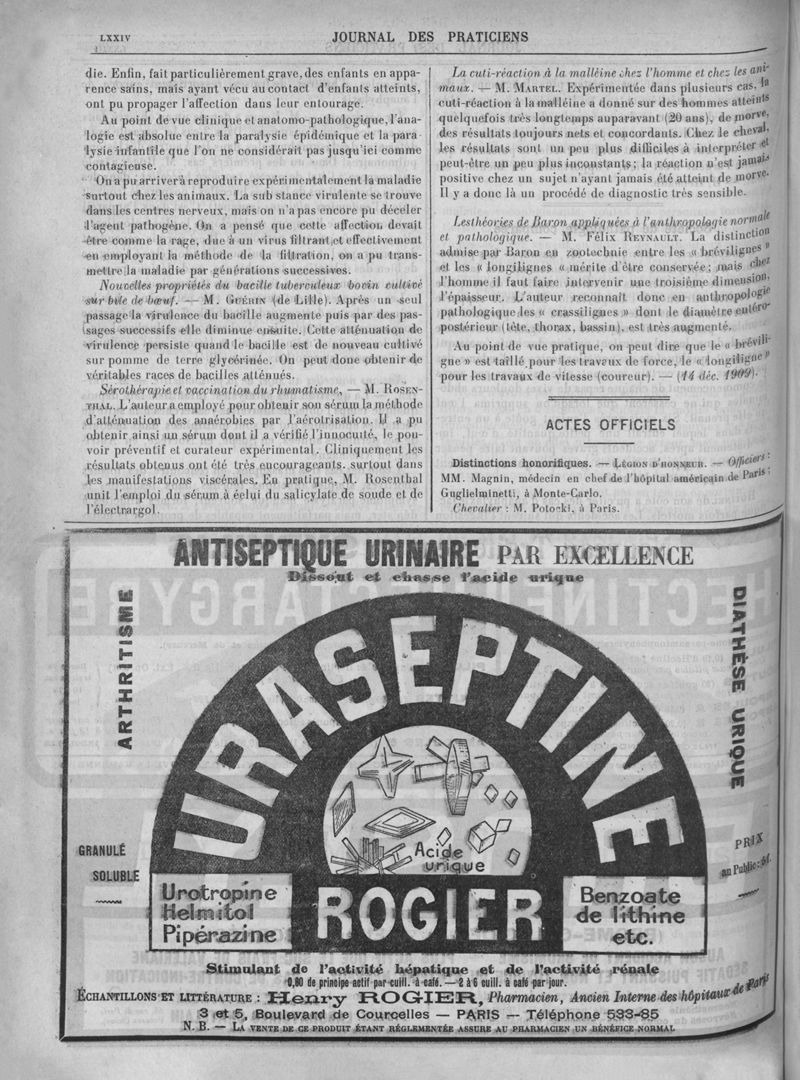 LXXIV
JOURNAL DES PRATICIENS
die. Enfin, fait particulièrement grave, des enfants en appa-
rence sains, mais ayant vécu au contact d'enfants atteints,
ont pu propager l'affection dans leur entourage.
Au point de vue clinique et anatomo-pathologique, l'ana-
logie est absolue entre la paralysie épidémique et la para-
lysie infantile que l'on ne considérait pas jusqu'ici comme
contagieuse.
On a pu arriver à reproduire expérimentalement la maladie
surtout chez les animaux. La sub stance virulente se trouve
dans les centres nerveux, mais on n'a pas encore pu déceler
l'agent pathogène. On a pensé que cette affection devait
être comme la rage, due à un virus filtrant et effectivement
en employant la méthode de la filtration, on a pu trans-
mettre la maladie par générations successives.
Nouvelles propriétés du bacille tuberculeux bovin cultivé
sur bile de bœuf. — M. GUÉRIN (de Lille). Après un seul
passage la virulence du bacille augmente puis par des pas-
sages successifs elle diminue ensuite. Cette atténuation de
virulence persiste quand le bacille est de nouveau cultivé
sur pomme de terre glycérinée. On peut donc obtenir de
véritables races de bacilles atténués.
Sérothérapie et vaccination du rhumatisme, — M. ROSEN-
THAL. L'auteur a employé pour obtenir son sérum la méthode
d'atténuation des anaérobies par l'aérotrisation. Il a pu
obtenir ainsi un sérum dont il a vérifié l'innocuité, le pou-
voir préventif et curateur expérimental. Cliniquement les
résultats obtenus ont été très encourageants. surtout dans
les manifestations viscérales. En pratique, M. Rosenthal
unit l'emploi du sérum à celui du salicylate de soude et de
l'électrargol.
La cuti-réaction à la malléine chez l'homme et chez les ani-
maux. — M. MARTEL. Expérimentée dans plusieurs cas, la
cuti-réaction à la malléine a donné sur des hommes atteints
quelquefois très longtemps auparavant (20 ans), de morve,
des résultats toujours nets et concordants. Chez le cheval,
les résultats sont un peu plus difficiles à interpréter et
peut-être un peu plus inconstants ; la réaction n'est jamais
positive chez un sujet n'ayant jamais été atteint de morve.
Il y a donc là un procédé de diagnostic très sensible.
Les théories de Baron appliquées à l'anthropologie normale
et pathologique. — M. Félix REYNAULT. La distinction
admise par Baron en zootechnie entre les « brévilignes »
et les « longilignes » mérite d'être conservée ; mais chez
l'homme il faut faire intervenir une troisième dimension,
l'épaisseur. L'auteur reconnaît donc en anthropologie
pathologique les « crassilignes » dont le diamètre entéro-
postérieur (tête, thorax, bassin), est très augmenté.
Au point de vue pratique, on peut dire que le « brévili-
gne » est taillé pour les travaux de force, le « longiligne »
pour les travaux de vitesse (coureur). — (14 déc. 1909).
ACTES OFFICIELS
Distinctions honorifiques. — LÉGION D'HONNEUR. — Officiers :
MM. Magnin, médecin en chef de l'hôpital américain de Paris :
Guglielminetti, à Monte-Carlo.
Chevalier : M. Potocki, à Paris.
ANTISEPTIQUE URINAIRE PAR EXCELLENCE
Dissout et chasse l'acide urique
ARTHRITISME
DIATHÈSE URIQUE
URASEPTINE
Acide
urique
GRANULÉ
SOLUBLE
PRIX
au Public : 5f.
Urotropine
Helmitol
Pipérazine
ROGIER
Benzoate
de lithine
etc.
Stimulant de l'activité hépatique et de l'activité rénale
0,80 de principe actif par cuill. à café. — 2 à 6 cuill. à café par jour.
ÉCHANTILLONS ET LITTÉRATURE : Henry ROGIER, Pharmacien, Ancien Interne des hôpitaux de Paris
3 et 5, Boulevard de Courcelles — PARIS — Téléphone 533-85
N. B. — LA VENTE DE CE PRODUIT ÉTANT RÉGLEMENTÉE ASSURE AU PHARMACIEN UN BÉNÉFICE NORMAL